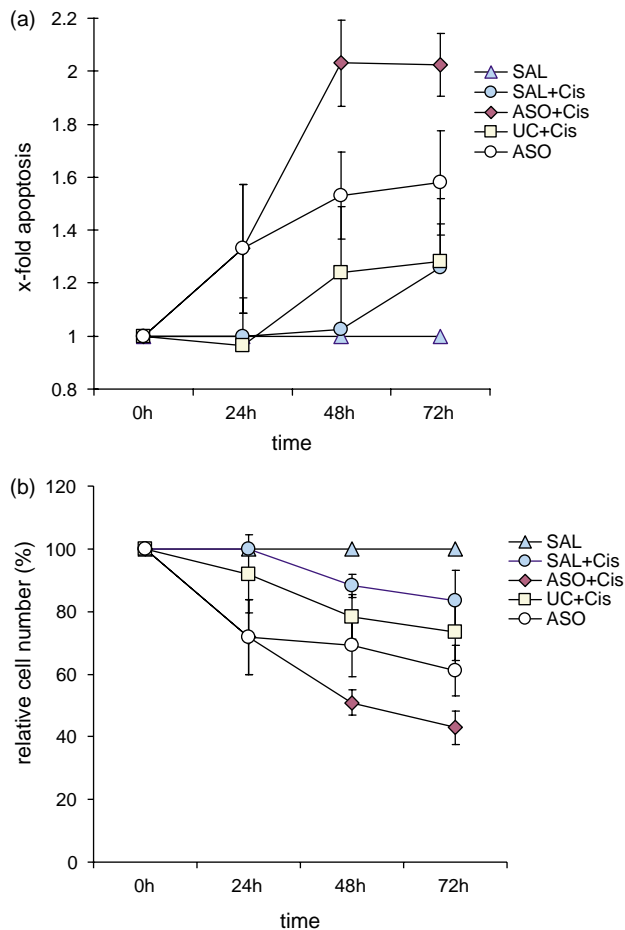 (a)
2.2
2
1.8
1.6
1.4
1.2
1
0.8
x-fold apoptosis
0h 24h 48h 72h
time
SAL
SAL+Cis
ASO+Cis
UC+Cis
ASO
(b)
120
100
80
60
40
20
0
relative cell number (%)
0h 24h 48h 72h
time
SAL
SAL+Cis
ASO+Cis
UC+Cis
ASO